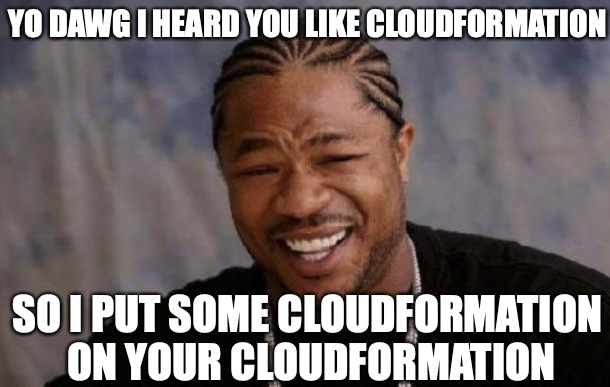 YO DAWG I HEARD YOU LIKE CLOUDFORMATION
SO I PUT SOME CLOUDFORMATION
ON YOUR CLOUDFORMATION